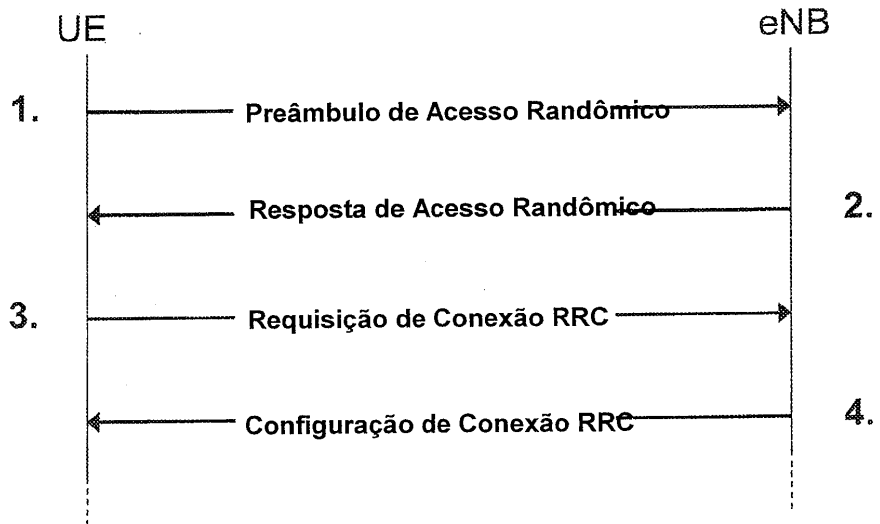 UE eNB
1. Preâmbulo de Acesso Randômico
Resposta de Acesso Randômico 2.
3. Requisição de Conexão RRC
Configuração de Conexão RRC 4.